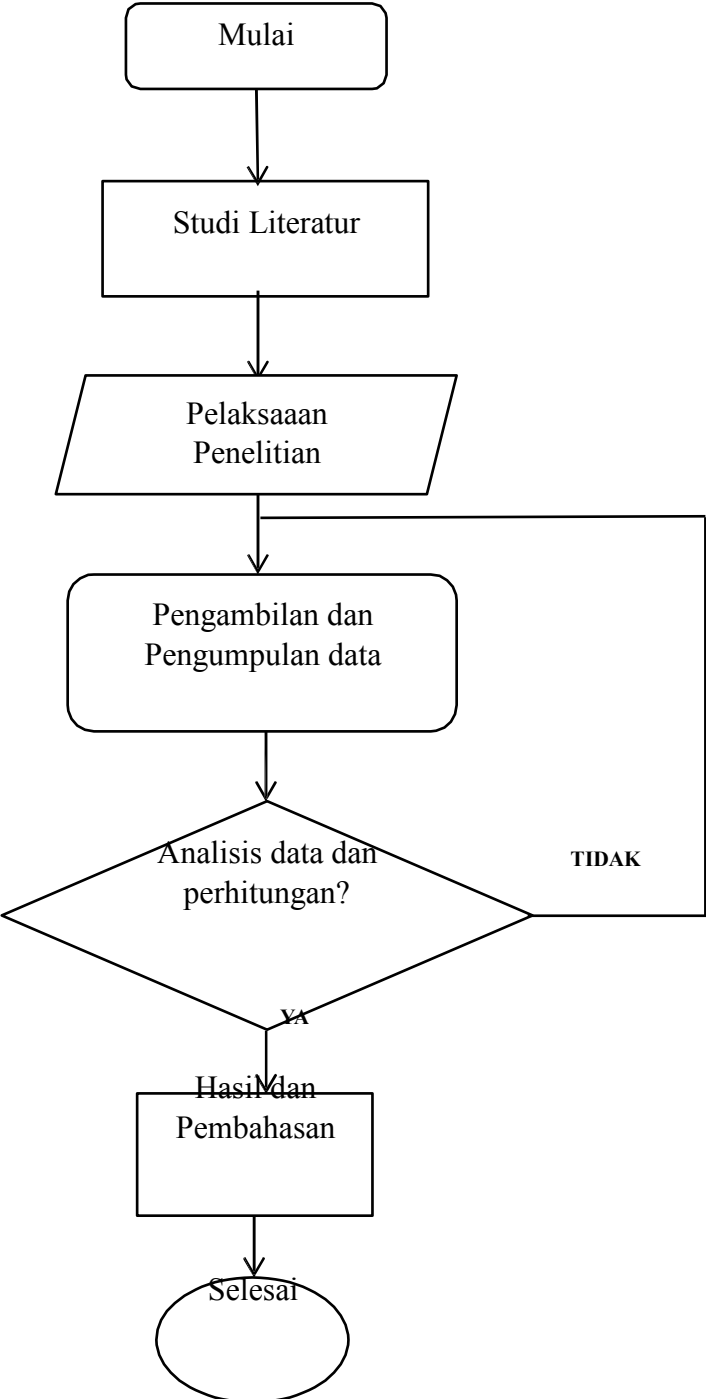 Mulai
Studi Literatur
Pelaksaaan
Penelitian
Pengambilan dan
Pengumpulan data
Analisis data dan
perhitungan?
TIDAK
YA
Hasil dan
Pembahasan
Selesai